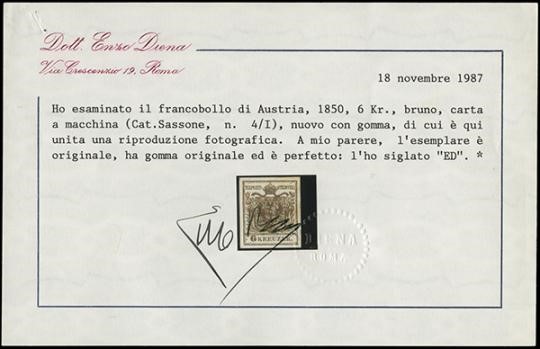 Dott. Enzo Diena
Via Crescenzio 19, Roma
18 novembre 1987
Ho esaminato il francobollo di Austria, 1850, 6 Kr., bruno, carta
a macchina (Cat.Sassone, n. 4/I), nuovo con gomma, di cui è qui
unita una riproduzione fotografica. A mio parere, l'esemplare è
originale, ha gomma originale ed è perfetto: l'ho siglato "ED". *
6 KREUZER.
DIENA
ROMA